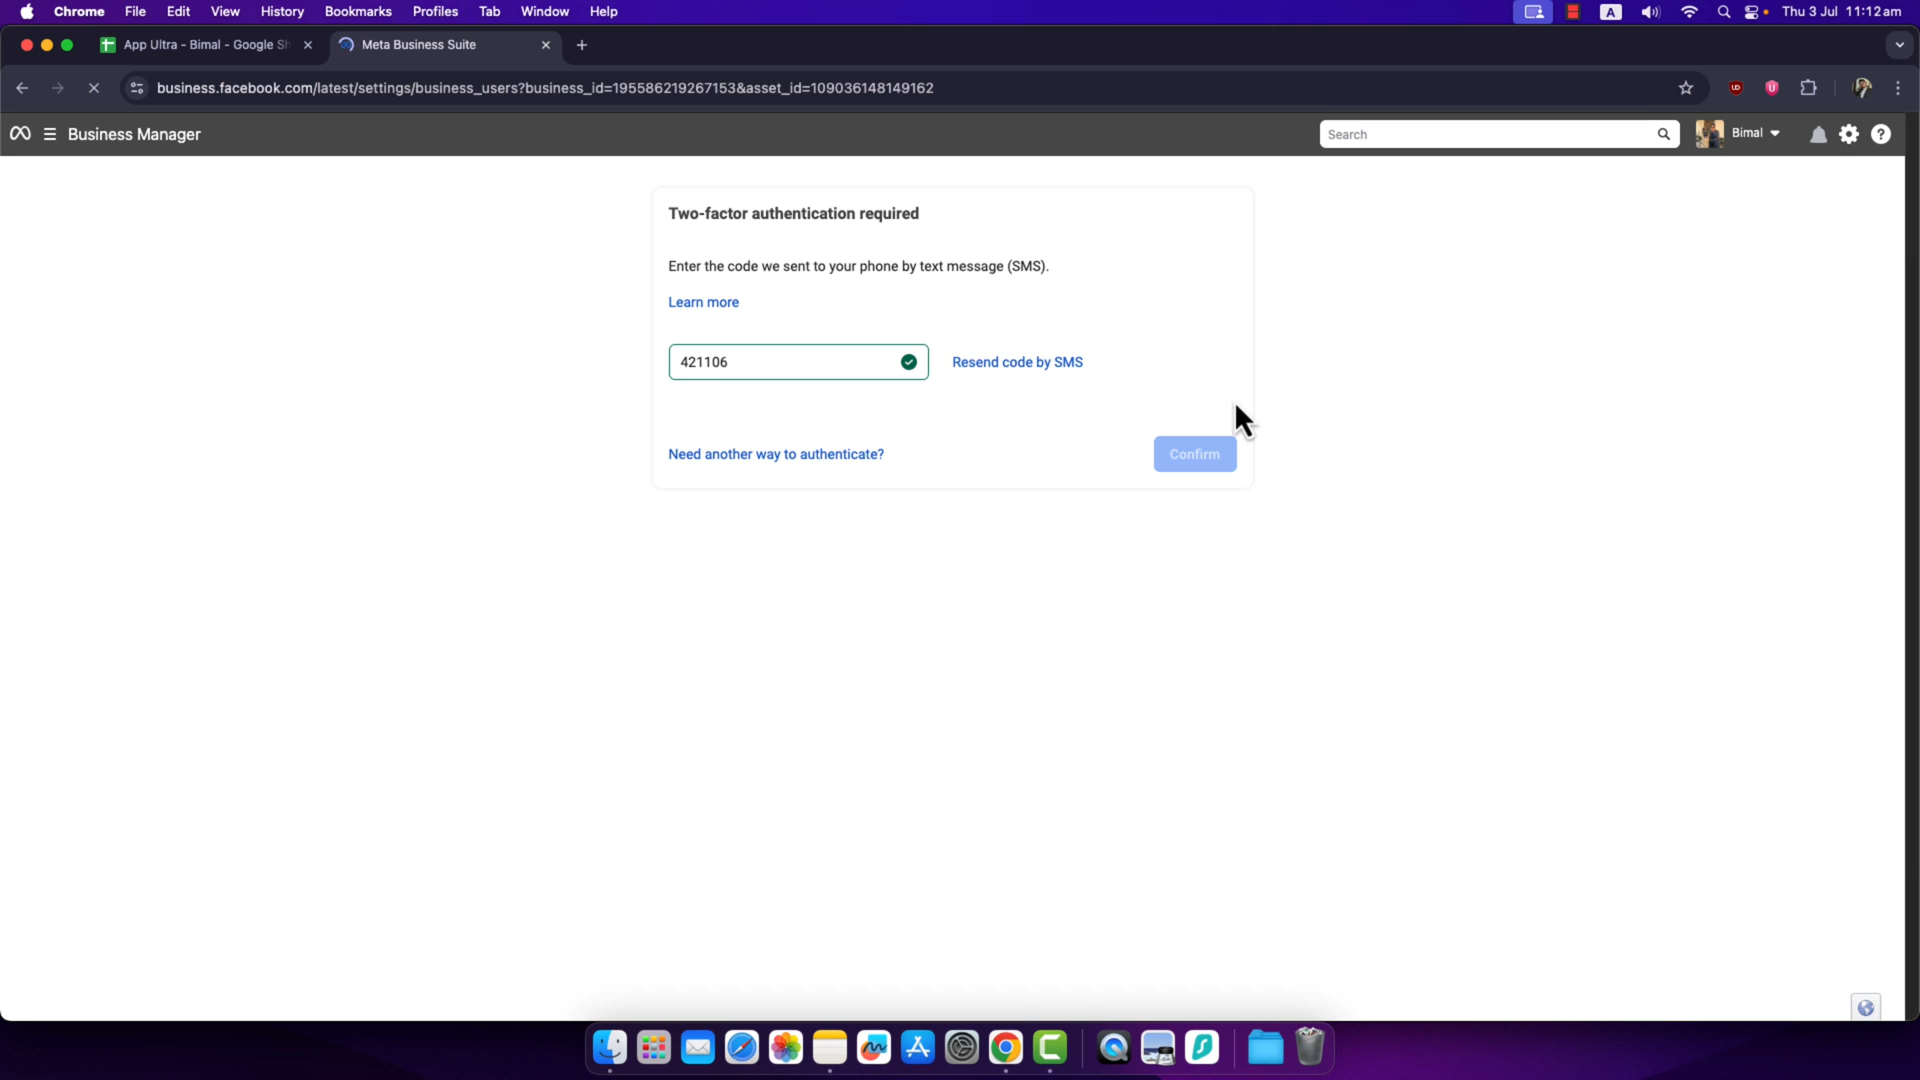 Chrome File Edit View History Bookmarks Profiles Tab Window Help A Thu 3 Jul 11:12 am
App Ultra - Bimal - Google Sh Meta Business Suite
business.facebook.com/latest/settings/business_users?business_id=195586219267153&asset_id=109036148149162
Business Manager Search Bimal
Two-factor authentication required
Enter the code we sent to your phone by text message (SMS).
Learn more
421106 Resend code by SMS
Need another way to authenticate? Confirm